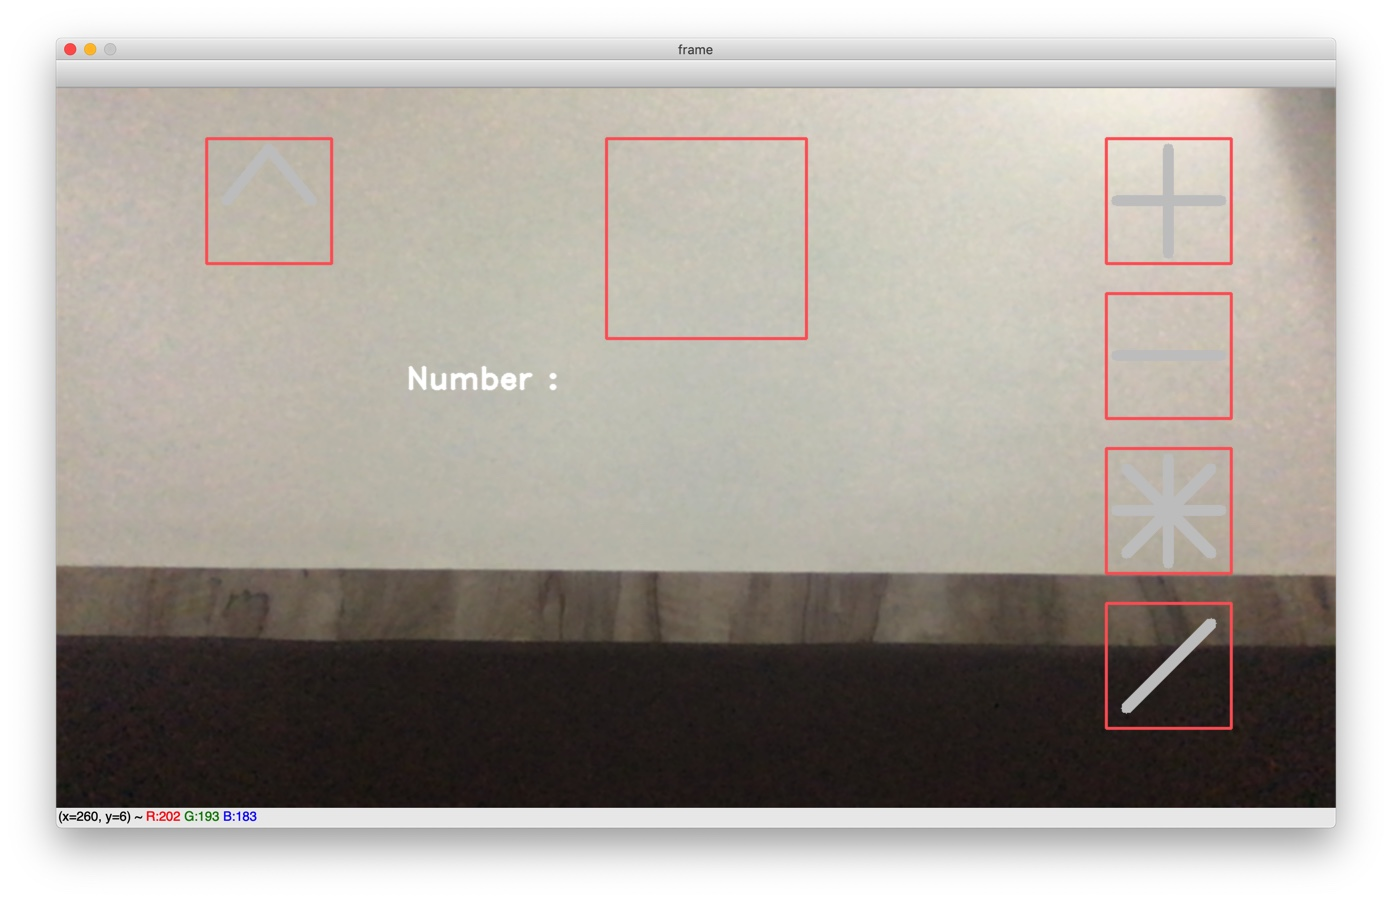 frame
Number :
(x=260, y=6) ~ R:202 G:193 B:183